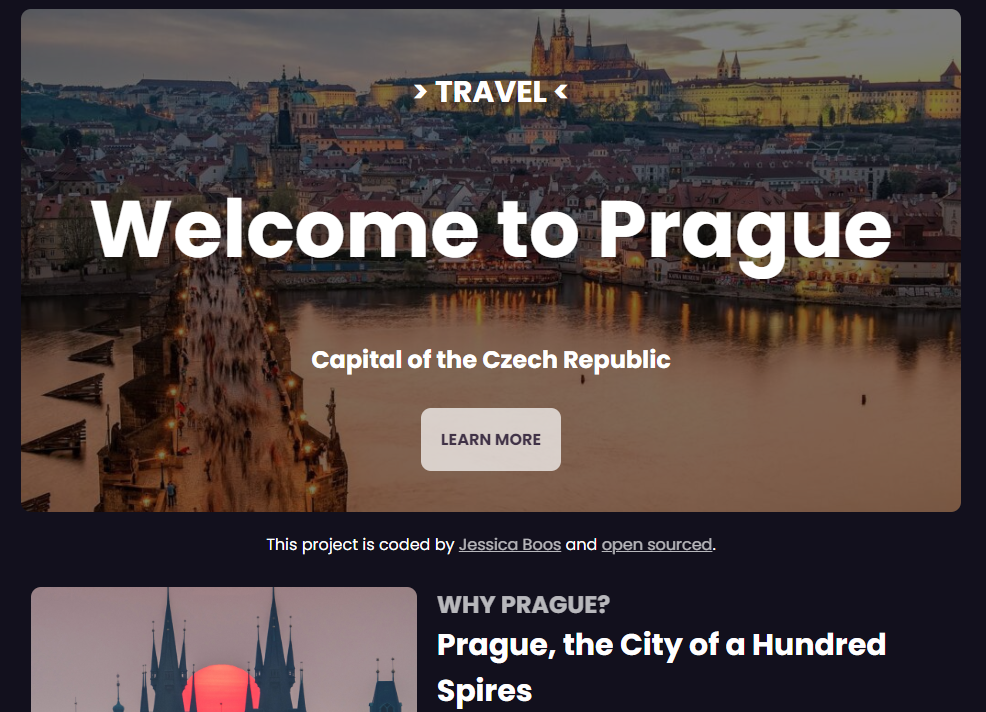 > TRAVEL <
Welcome to Prague
Capital of the Czech Republic
LEARN MORE
This project is coded by Jessica Boos and open sourced.
WHY PRAGUE?
Prague, the City of a Hundred
Spires